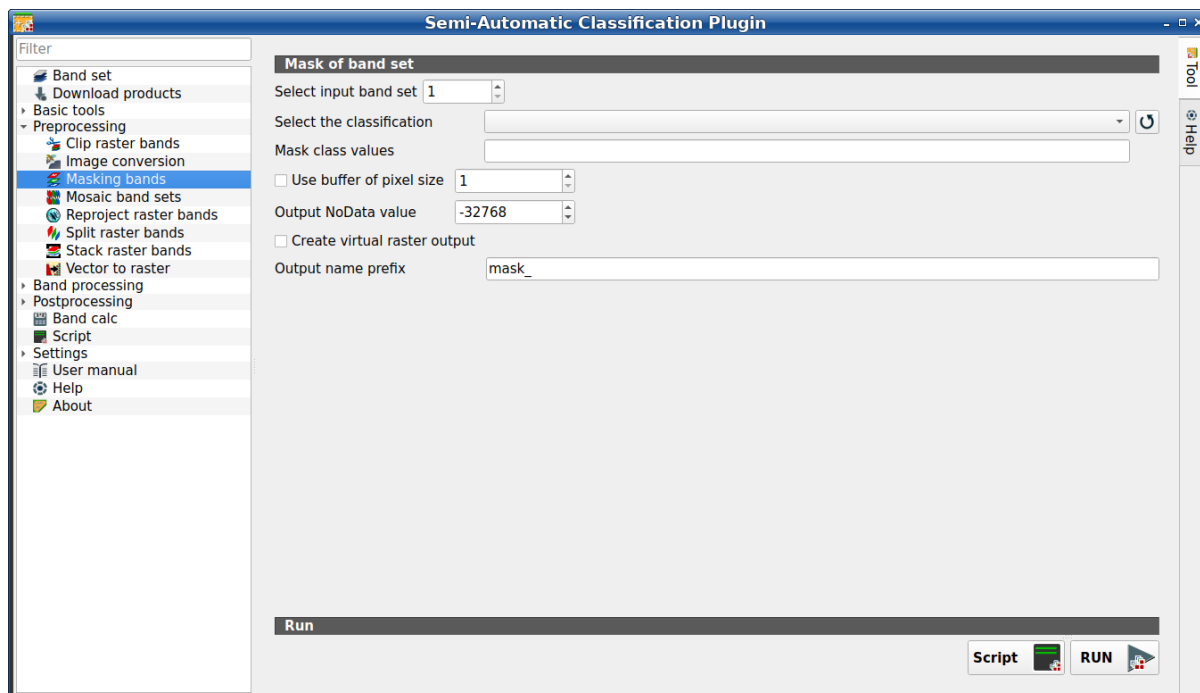 Semi-Automatic Classification Plugin
Filter
Band set
Download products
Basic tools
Preprocessing
Clip raster bands
Image conversion
Masking bands
Mosaic band sets
Reproject raster bands
Split raster bands
Stack raster bands
Vector to raster
Band processing
Postprocessing
Band calc
Script
Settings
User manual
Help
About
Mask of band set
Select input band set 1
Select the classification
Mask class values
Use buffer of pixel size 1
Output NoData value -32768
Create virtual raster output
Output name prefix mask_
Run
Script RUN
Tool
Help